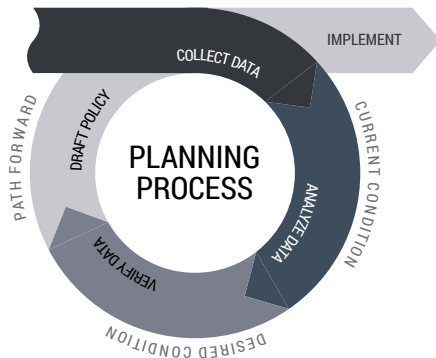 COLLECT DATA
IMPLEMENT
DRAFT POLICY
PLANNING
PROCESS
ANALYZE DATA
VERIFY DATA
PATH FORWARD
CURRENT CONDITION
DESIRED CONDITION